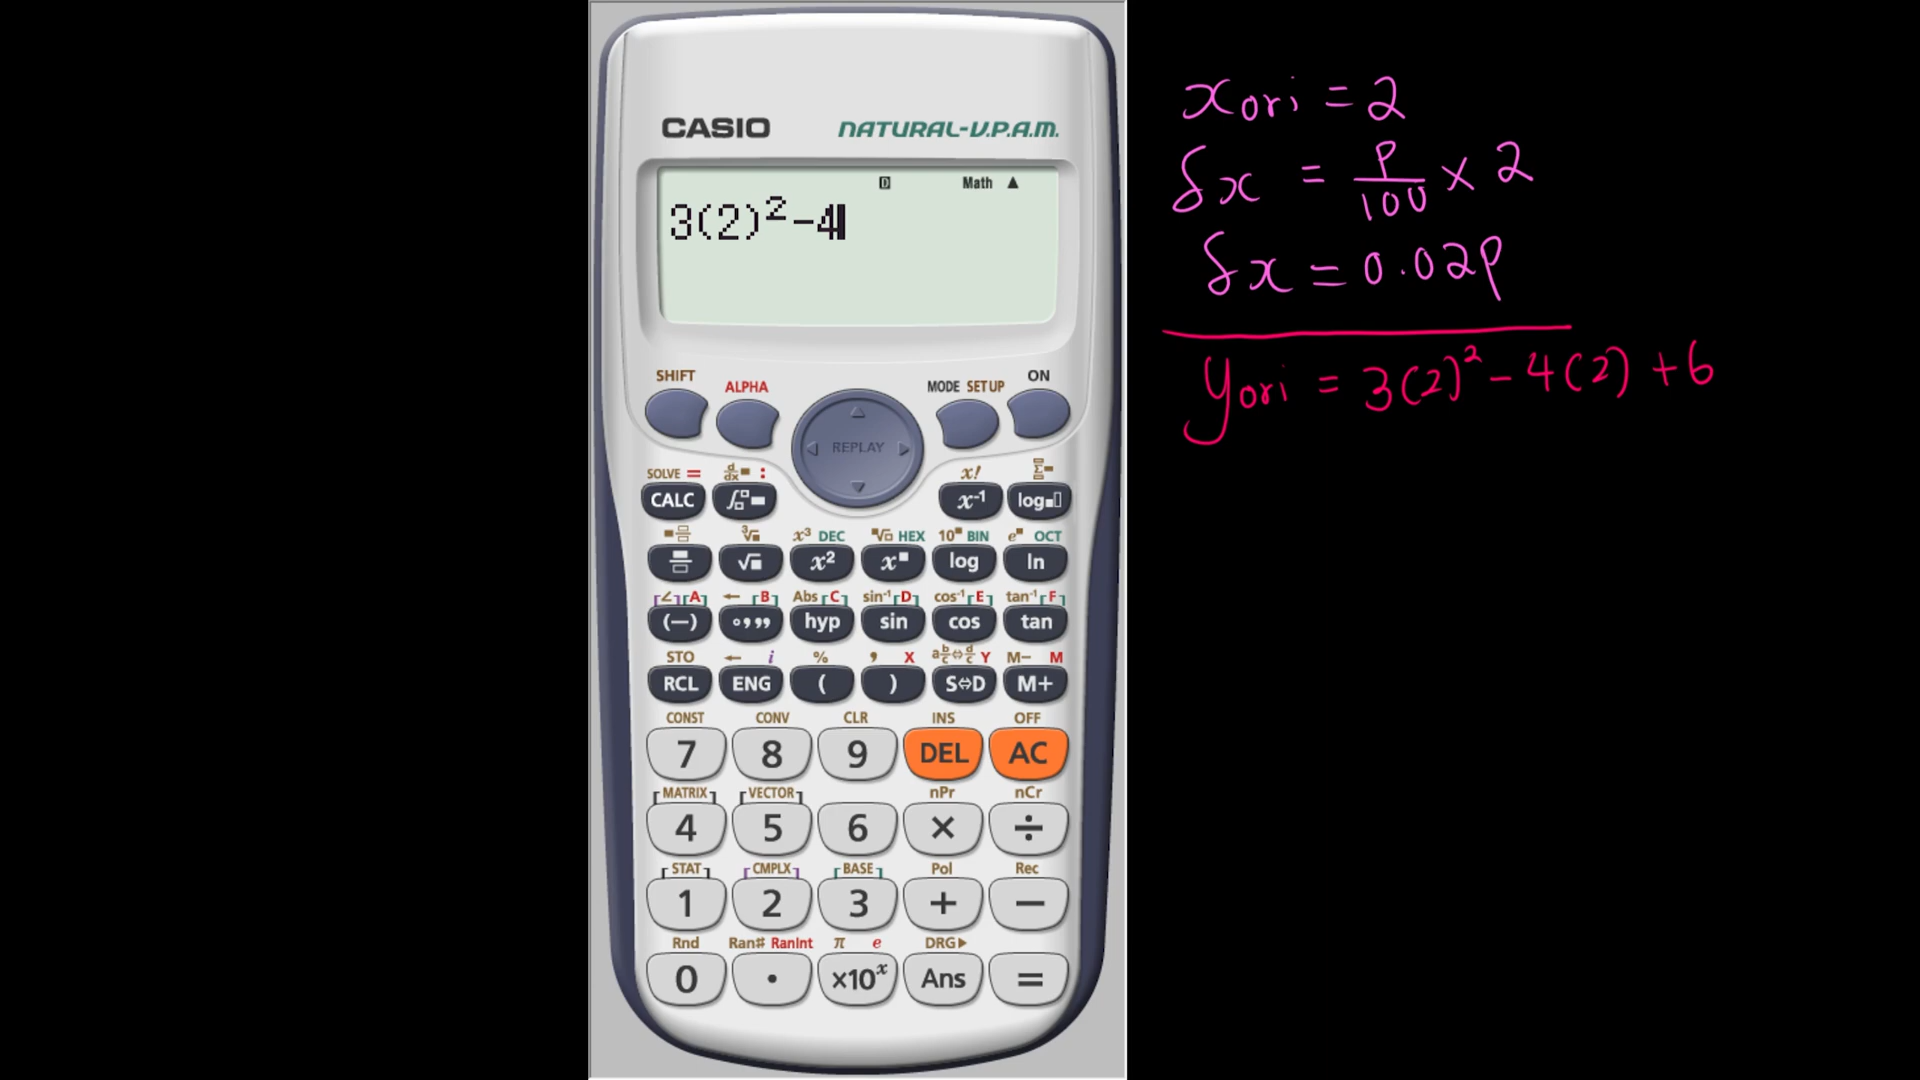 CASIO NATURAL-V.P.A.M.
D Math ▲
3(2)²-4
SHIFT ALPHA MODE SETUP ON
REPLAY
SOLVE = d/dx■ : x! Σ
CALC ∫■ x⁻¹ log■▯
³√■ x³ DEC ■√▯ HEX 10■ BIN e■ OCT
√■ x² x■ log ln
∠ A ← B Abs C sin⁻¹ D cos⁻¹ E tan⁻¹ F
(−) °,,, hyp sin cos tan
STO ← i % , X a b/c⇔d/c Y M− M
RCL ENG ( ) S⇔D M+
CONST CONV CLR INS OFF
7 8 9 DEL AC
MATRIX VECTOR nPr nCr
4 5 6 × ÷
STAT CMPLX BASE Pol Rec
1 2 3 + −
Rnd Ran# RanInt π e DRG▶
0 . ×10ˣ Ans =
xori = 2
δx = P/100 × 2
δx = 0.02P
yori = 3(2)² - 4(2) + 6